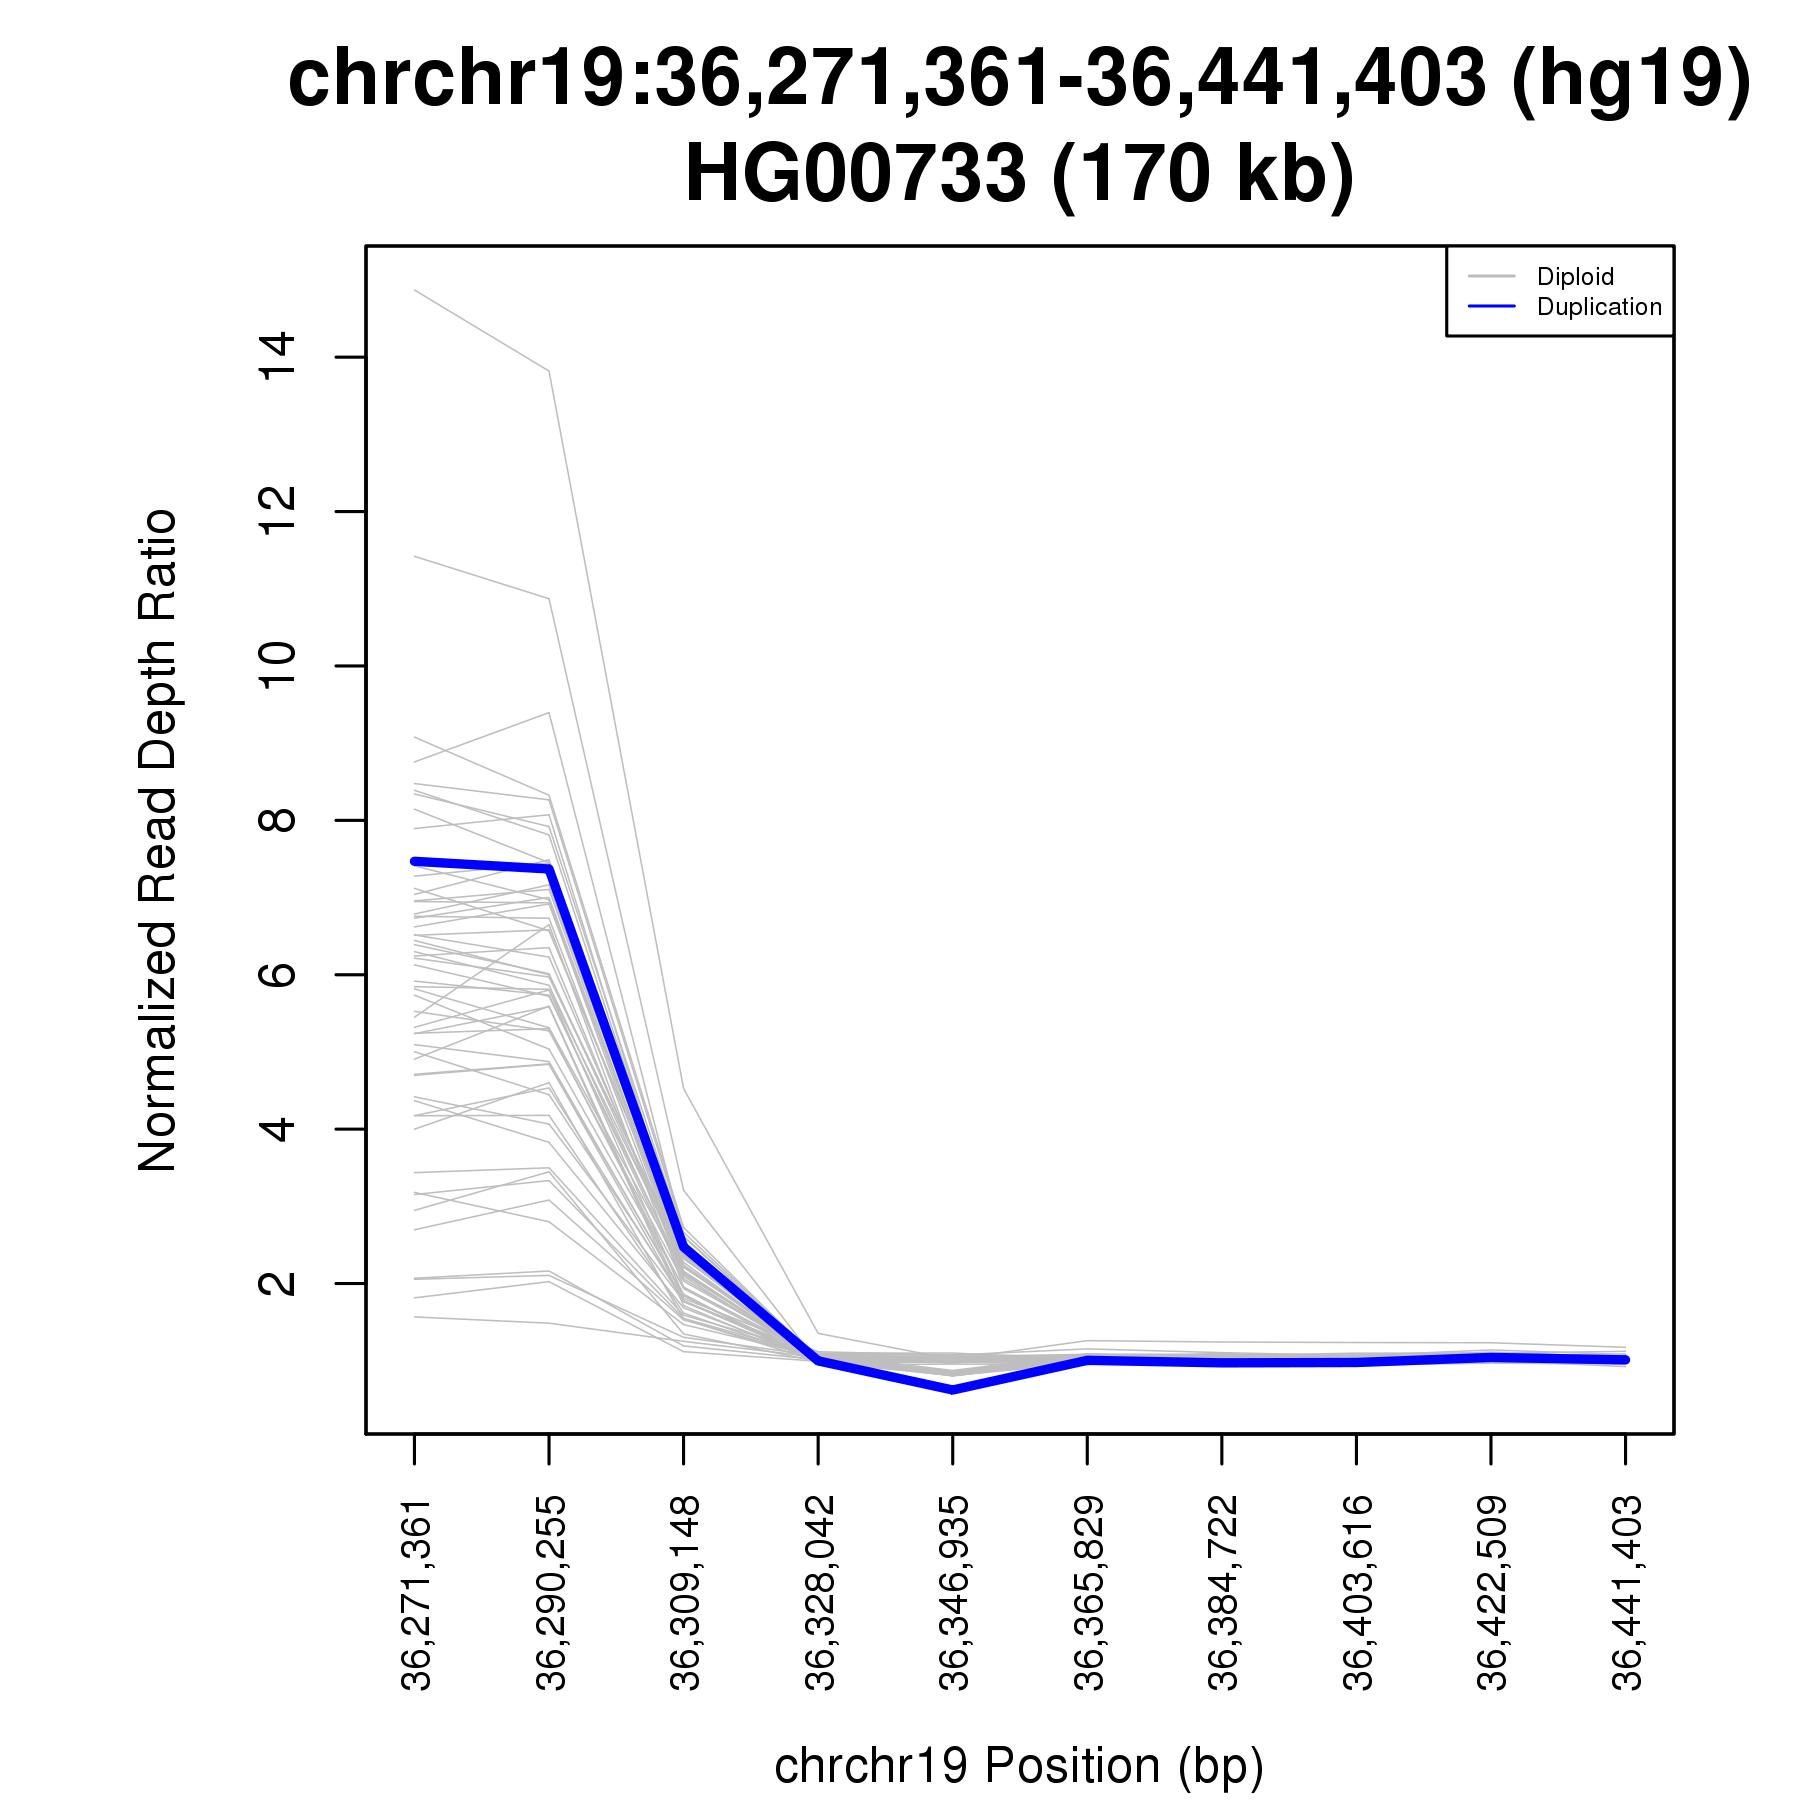 chrchr19:36,271,361-36,441,403 (hg19)
HG00733 (170 kb)
Diploid
Duplication
Normalized Read Depth Ratio
14
12
10
8
6
4
2
36,271,361
36,290,255
36,309,148
36,328,042
36,346,935
36,365,829
36,384,722
36,403,616
36,422,509
36,441,403
chrchr19 Position (bp)